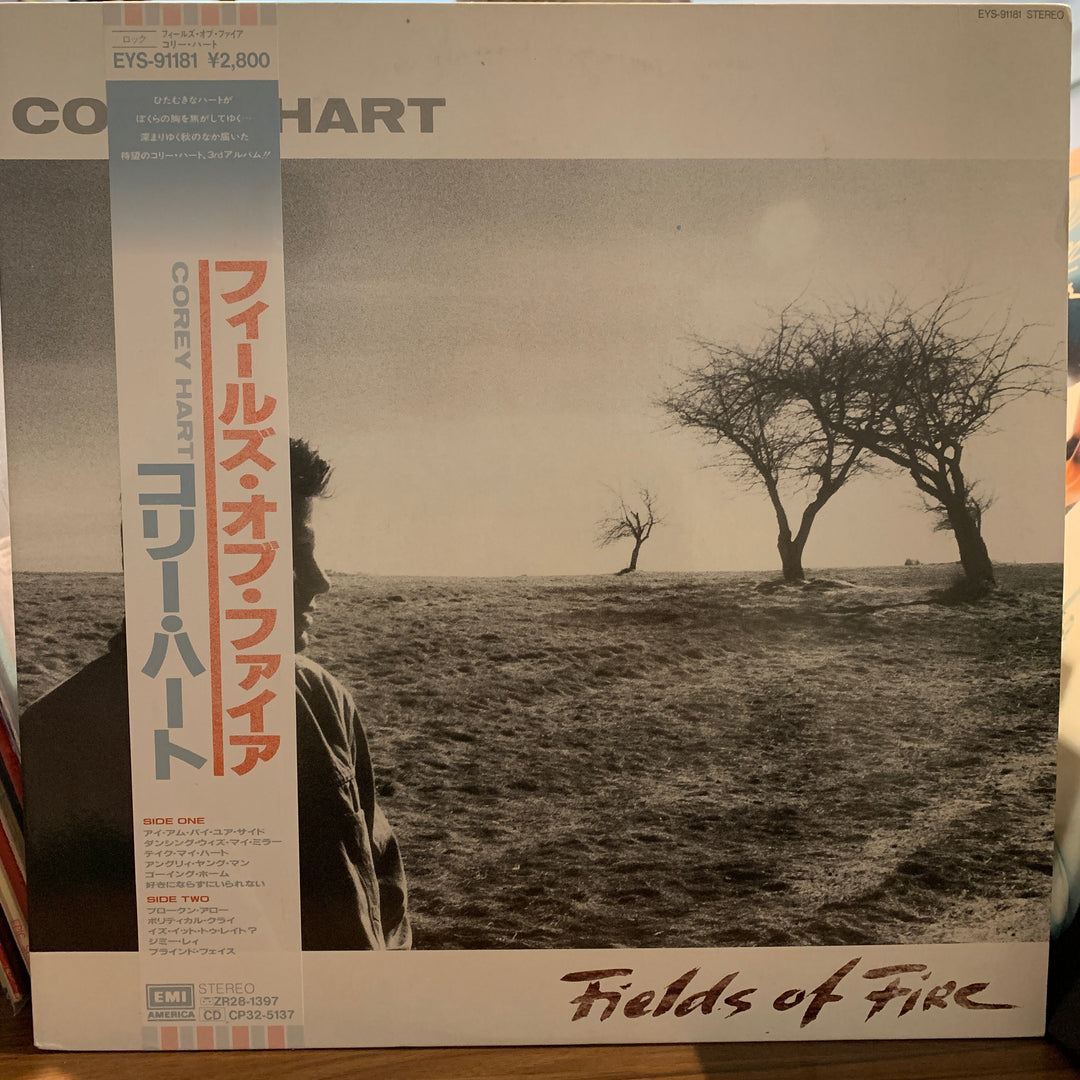 EYS-91181 STEREO
ロック
フィールズ・オブ・ファイア
コリー・ハート
EYS-91181 ¥2,800
CO HART
ひたむきなハートが
ぼくらの胸を焦がしてゆく…
深まりゆく秋のなか届いた
待望のコリー・ハート、3rdアルバム!!
フィールズ・オブ・ファイア
COREY HART
コリー・ハート
SIDE ONE
アイ・アム・バイ・ユア・サイド
ダンシング・ウィズ・マイ・ミラー
テイク・マイ・ハート
アングリィ・ヤング・マン
ゴーイング・ホーム
好きにならずにいられない
SIDE TWO
ブロークン・アロー
ポリティカル・クライ
イズ・イット・トゥ・レイト?
ジミー・レイ
ブラインド・フェイス
EMI
AMERICA
STEREO
ZR28-1397
CD CP32-5137
Fields of Fire